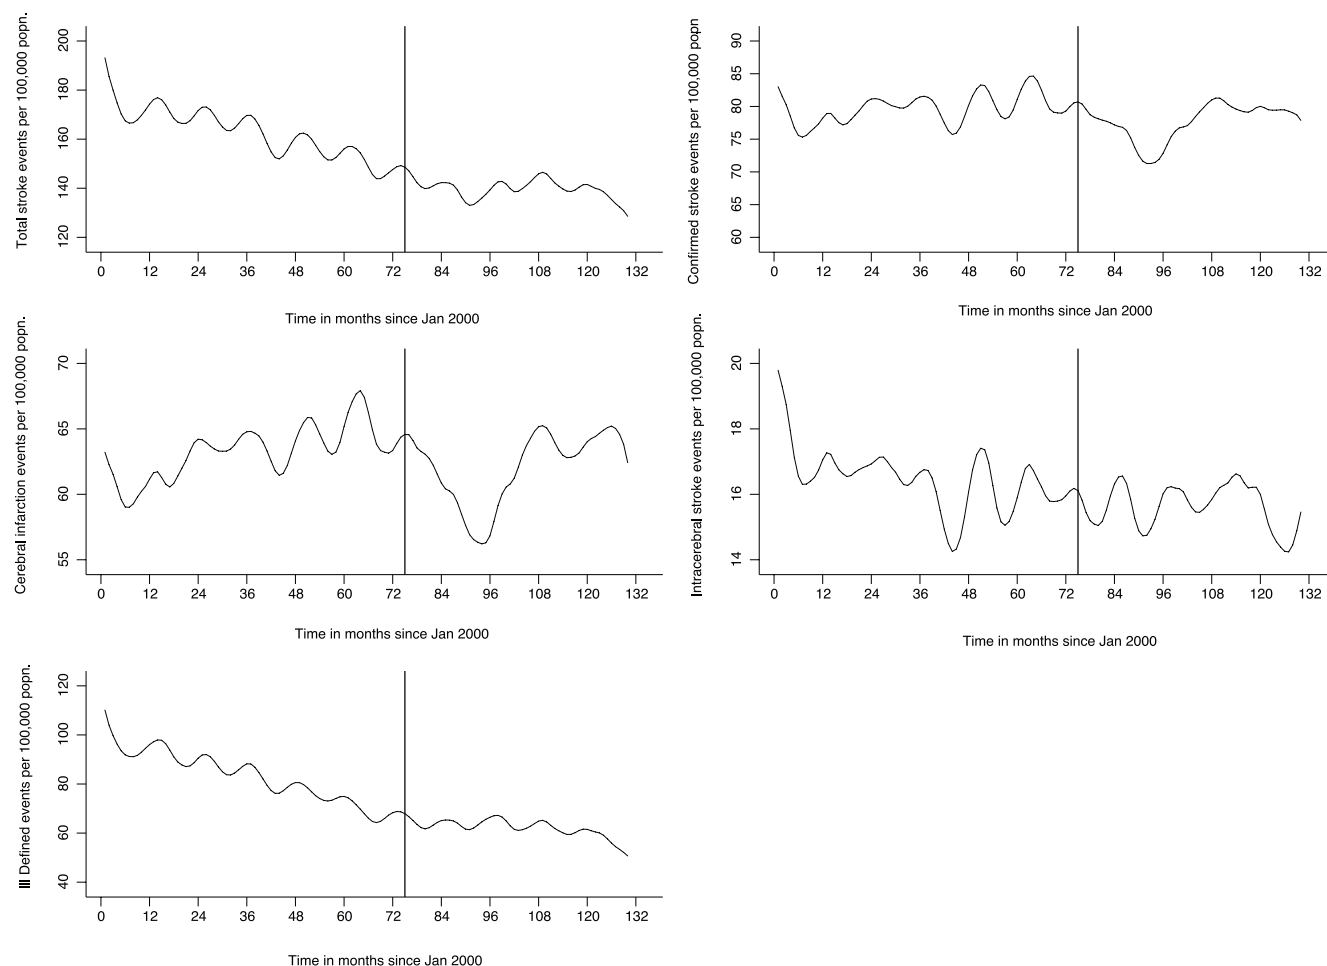 Total stroke events per 100,000 popn.
200
180
160
140
120
0 12 24 36 48 60 72 84 96 108 120 132
Time in months since Jan 2000
Confirmed stroke events per 100,000 popn
90
85
80
75
70
65
60
0 12 24 36 48 60 72 84 96 108 120 132
Time in months since Jan 2000
Cerebral infarction events per 100,000 popn.
70
65
60
55
0 12 24 36 48 60 72 84 96 108 120 132
Time in months since Jan 2000
Intracerebral stroke events per 100,000 popn.
20
18
16
14
0 12 24 36 48 60 72 84 96 108 120 132
Time in months since Jan 2000
Ill Defined events per 100,000 popn.
120
100
80
60
40
0 12 24 36 48 60 72 84 96 108 120 132
Time in months since Jan 2000